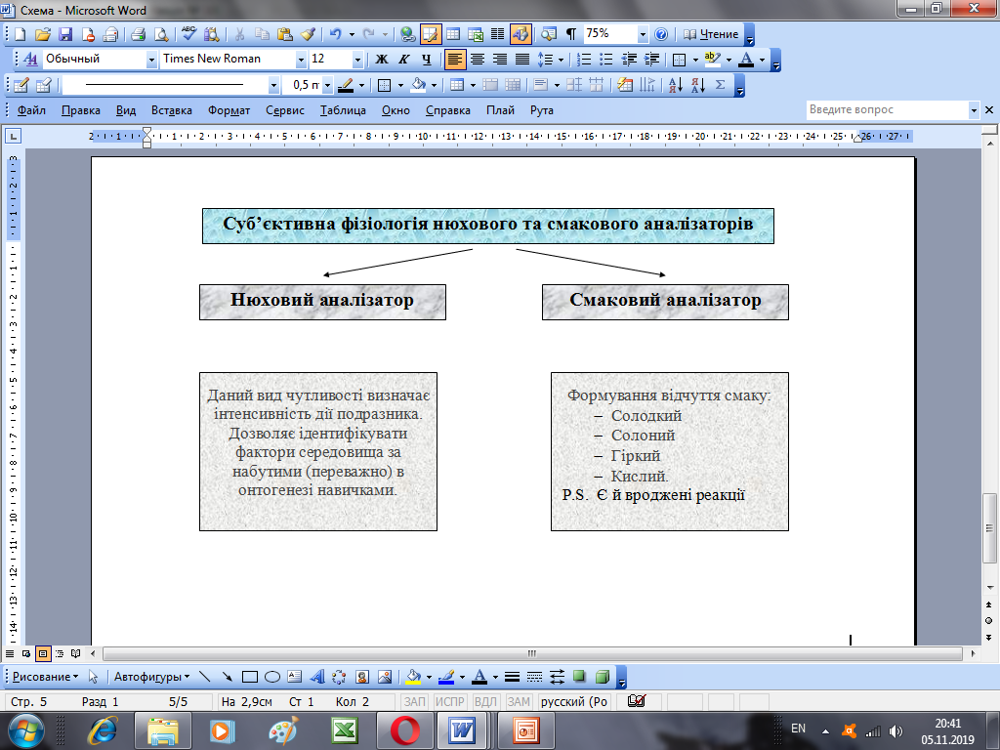 Схема - Microsoft Word
75%
Чтение
Обычный
Times New Roman
12
Ж К Ч
0,5 п
Файл Правка Вид Вставка Формат Сервис Таблица Окно Справка Плай Рута
Введите вопрос
Суб’єктивна фізіологія нюхового та смакового аналізаторів
Нюховий аналізатор
Смаковий аналізатор
Даний вид чутливості визначає
інтенсивність дії подразника.
Дозволяє ідентифікувати
фактори середовища за
набутими (переважно) в
онтогенезі навичками.
Формування відчуття смаку:
– Солодкий
– Солоний
– Гіркий
– Кислий.
P.S. Є й вроджені реакції
Рисование
Автофигуры
Стр. 5 Разд 1 5/5 На 2,9см Ст 1 Кол 2 ЗАП ИСПР ВДЛ ЗАМ русский (Ро
EN
20:41
05.11.2019